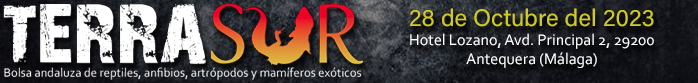 TERRASUR
Bolsa andaluza de reptiles, anfibios, artrópodos y mamíferos exóticos
28 de Octubre del 2023
Hotel Lozano, Avd. Principal 2, 29200
Antequera (Málaga)